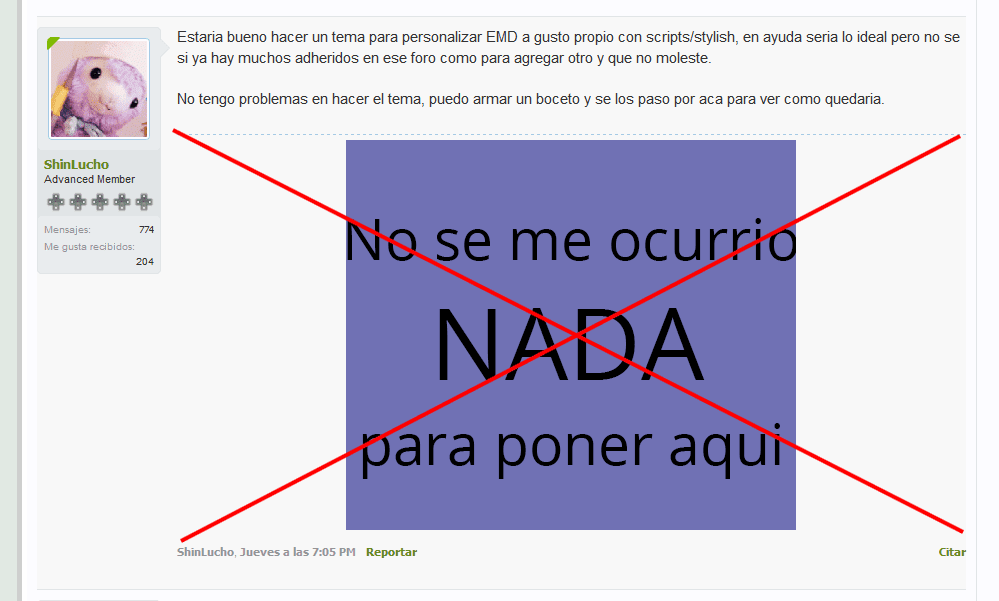 Estaria bueno hacer un tema para personalizar EMD a gusto propio con scripts/stylish, en ayuda seria lo ideal pero no se
si ya hay muchos adheridos en ese foro como para agregar otro y que no moleste.
No tengo problemas en hacer el tema, puedo armar un boceto y se los paso por aca para ver como quedaria.
ShinLucho
Advanced Member
Mensajes: 774
Me gusta recibidos:
204
No se me ocurrio
NADA
para poner aqui
ShinLucho, Jueves a las 7:05 PM Reportar Citar